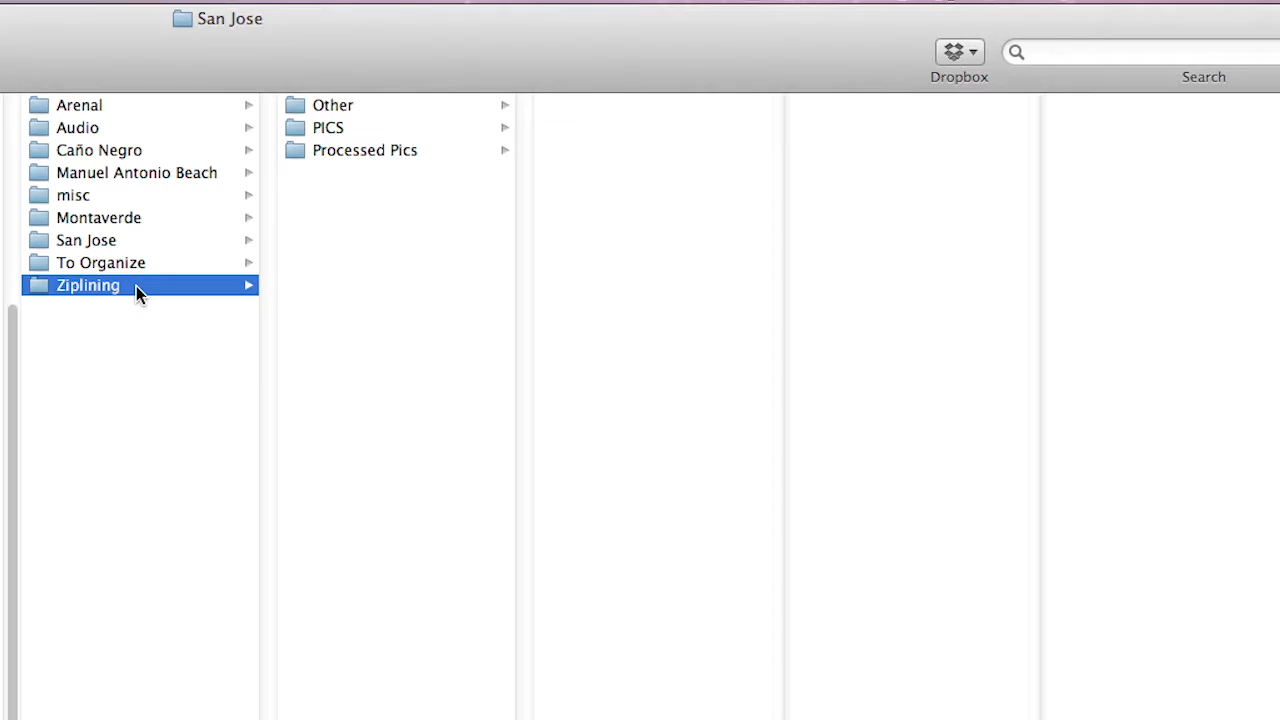 San Jose
Dropbox
Search
Arenal
Audio
Caño Negro
Manuel Antonio Beach
misc
Montaverde
San Jose
To Organize
Ziplining
Other
PICS
Processed Pics